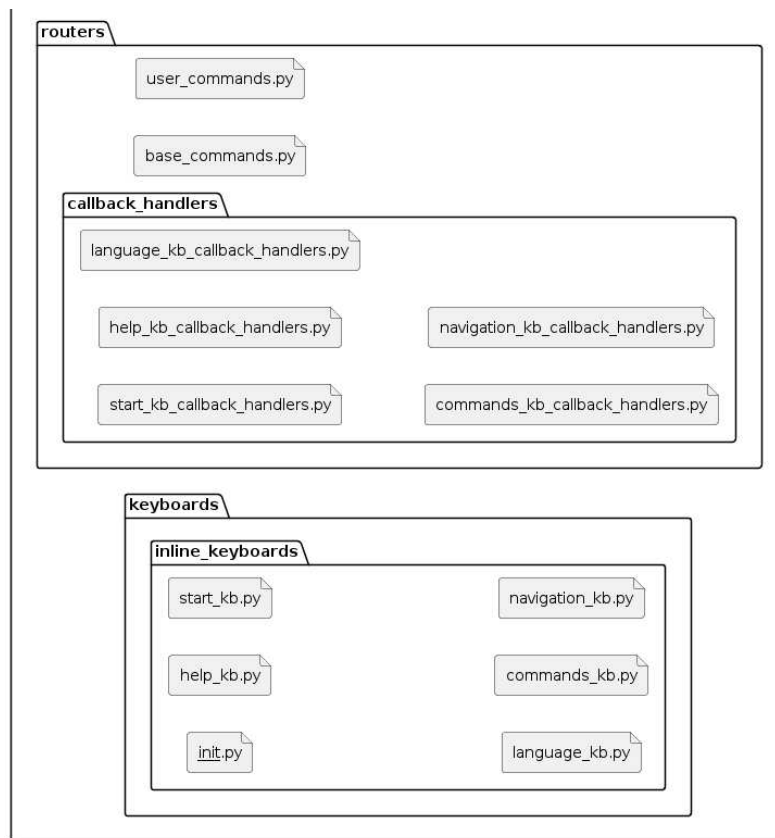 routers
user_commands.py
base_commands.py
callback_handlers
language_kb_callback_handlers.py
help_kb_callback_handlers.py
navigation_kb_callback_handlers.py
start_kb_callback_handlers.py
commands_kb_callback_handlers.py
keyboards
inline_keyboards
start_kb.py
navigation_kb.py
help_kb.py
commands_kb.py
init.py
language_kb.py